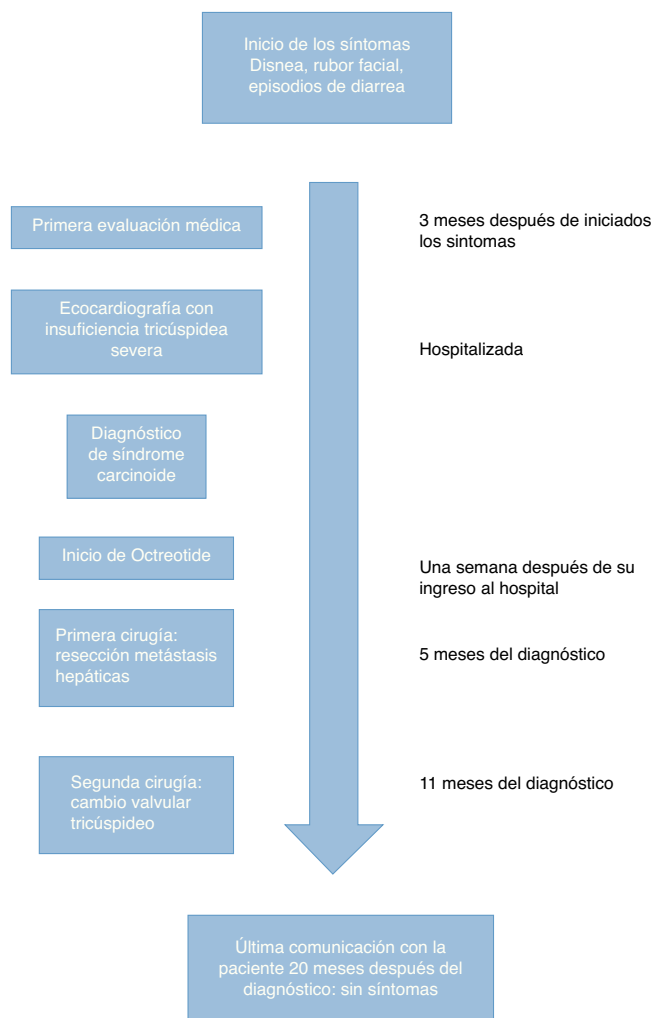 Inicio de los síntomas
Disnea, rubor facial,
episodios de diarrea
Primera evaluación médica
3 meses después de iniciados
los sintomas
Ecocardiografía con
insuficiencia tricúspidea
severa
Hospitalizada
Diagnóstico
de síndrome
carcinoide
Inicio de Octreotide
Una semana después de su
ingreso al hospital
Primera cirugía:
resección metástasis
hepáticas
5 meses del diagnóstico
Segunda cirugía:
cambio valvular
tricúspideo
11 meses del diagnóstico
Última comunicación con la
paciente 20 meses después del
diagnóstico: sin síntomas